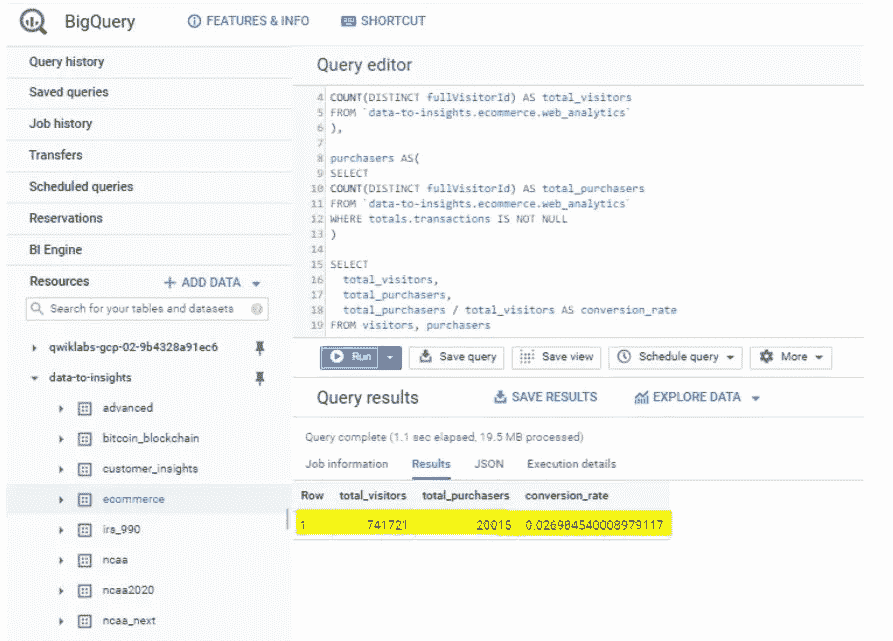 BigQuery
FEATURES & INFO
SHORTCUT
Query history
Saved queries
Job history
Transfers
Scheduled queries
Reservations
BI Engine
Resources
ADD DATA
Search for your tables and datasets
qwiklabs-gcp-02-9b4328a91ec6
data-to-insights
advanced
bitcoin_blockchain
customer_insights
ecommerce
irs_990
ncaa
ncaa2020
ncaa_next
Query editor
4 COUNT(DISTINCT fullVisitorId) AS total_visitors
5 FROM `data-to-insights.ecommerce.web_analytics`
6 ),
7
8 purchasers AS(
9 SELECT
10 COUNT(DISTINCT fullVisitorId) AS total_purchasers
11 FROM `data-to-insights.ecommerce.web_analytics`
12 WHERE totals.transactions IS NOT NULL
13 )
14
15 SELECT
16 total_visitors,
17 total_purchasers,
18 total_purchasers / total_visitors AS conversion_rate
19 FROM visitors, purchasers
Run
Save query
Save view
Schedule query
More
Query results
SAVE RESULTS
EXPLORE DATA
Query complete (1.1 sec elapsed, 19.5 MB processed)
Job information Results JSON Execution details
Row total_visitors total_purchasers conversion_rate
1 741721 20015 0.026984540008979117